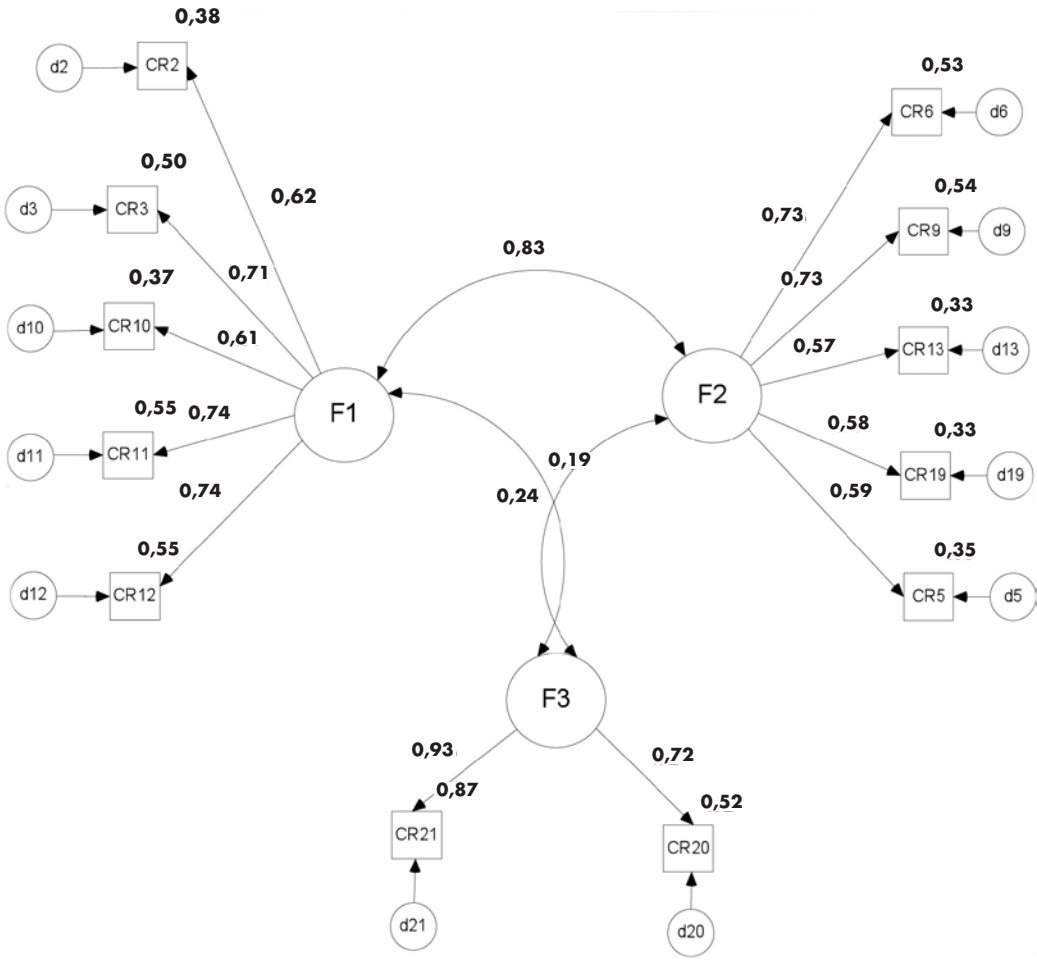 0,38
d2
CR2
0,53
CR6
d6
0,50
d3
CR3
0,62
0,54
0,73
CR9
d9
0,83
0,71
0,37
0,73
d10
CR10
0,61
0,33
0,57
CR13
d13
F1
F2
0,55
0,74
d11
CR11
0,58
0,33
0,19
CR19
d19
0,74
0,24
0,59
0,55
0,35
d12
CR12
CR5
d5
F3
0,93
0,72
0,87
0,52
CR21
CR20
d21
d20